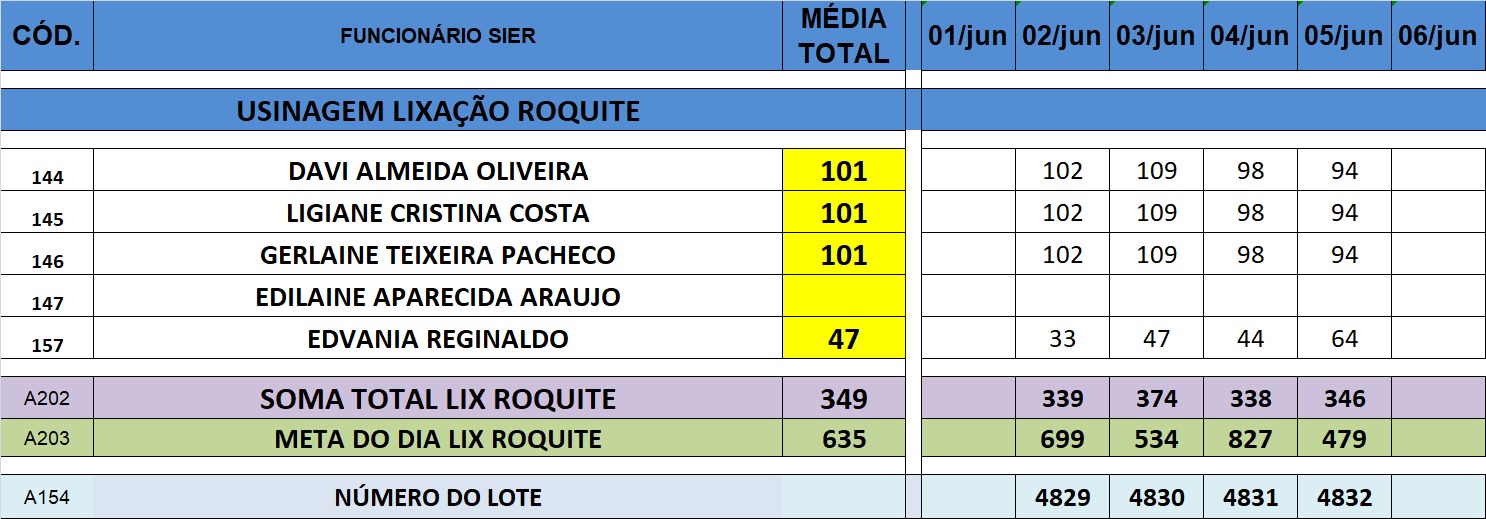 CÓD. FUNCIONÁRIO SIER MÉDIA TOTAL 01/jun 02/jun 03/jun 04/jun 05/jun 06/jun
USINAGEM LIXAÇÃO ROQUITE
144 DAVI ALMEIDA OLIVEIRA 101 102 109 98 94
145 LIGIANE CRISTINA COSTA 101 102 109 98 94
146 GERLAINE TEIXEIRA PACHECO 101 102 109 98 94
147 EDILAINE APARECIDA ARAUJO
157 EDVANIA REGINALDO 47 33 47 44 64
A202 SOMA TOTAL LIX ROQUITE 349 339 374 338 346
A203 META DO DIA LIX ROQUITE 635 699 534 827 479
A154 NÚMERO DO LOTE 4829 4830 4831 4832